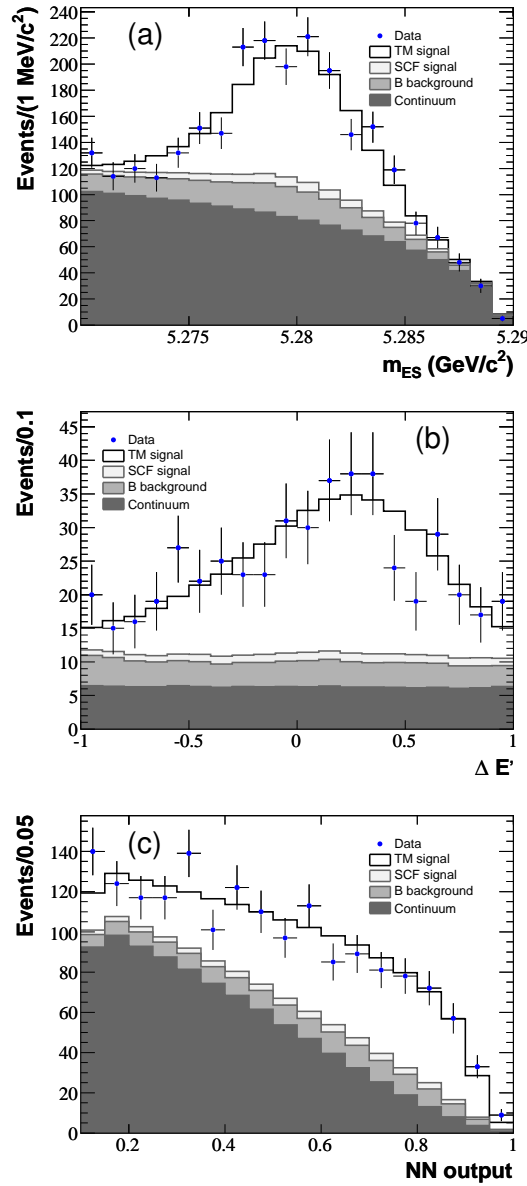 Events/(1 MeV/c²)
240
220
200
180
160
140
120
100
80
60
40
20
0
(a)
Data
TM signal
SCF signal
B background
Continuum
5.275 5.28 5.285 5.29
mES (GeV/c²)
Events/0.1
45
40
35
30
25
20
15
10
5
0
(b)
Data
TM signal
SCF signal
B background
Continuum
-1 -0.5 0 0.5 1
Δ E'
Events/0.05
140
120
100
80
60
40
20
0
(c)
Data
TM signal
SCF signal
B background
Continuum
0.2 0.4 0.6 0.8 1
NN output